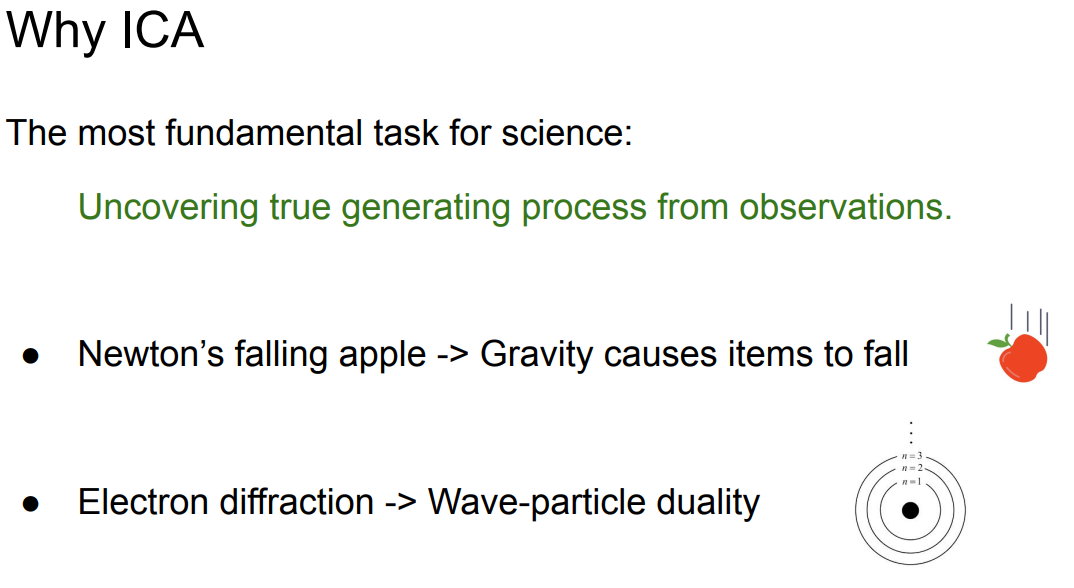 Why ICA
The most fundamental task for science:
Uncovering true generating process from observations.
● Newton’s falling apple -> Gravity causes items to fall
n=3
n=2
n=1
● Electron diffraction -> Wave-particle duality